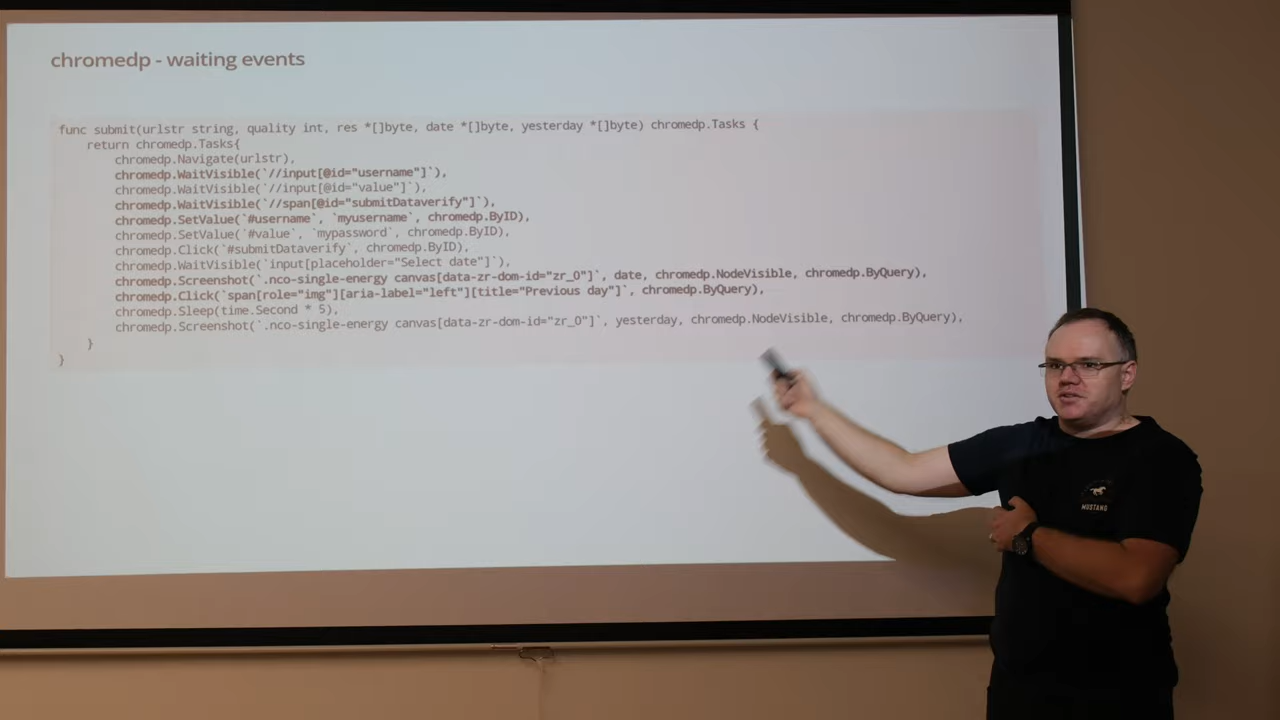 chromedp - waiting events
func submit(urlstr string, quality int, res *[]byte, date *[]byte, yesterday *[]byte) chromedp.Tasks {
return chromedp.Tasks{
chromedp.Navigate(urlstr),
chromedp.WaitVisible(`//input[@id="username"]`),
chromedp.WaitVisible(`//input[@id="value"]`),
chromedp.WaitVisible(`//span[@id="submitDataverify"]`),
chromedp.SetValue(`#username`, `myusername`, chromedp.ByID),
chromedp.SetValue(`#value`, `mypassword`, chromedp.ByID),
chromedp.Click(`#submitDataverify`, chromedp.ByID),
chromedp.WaitVisible(`input[placeholder="Select date"]`),
chromedp.Screenshot(`.nco-single-energy canvas[data-zr-dom-id="zr_0"]`, date, chromedp.NodeVisible, chromedp.ByQuery),
chromedp.Click(`span[role="img"][aria-label="left"][title="Previous day"]`, chromedp.ByQuery),
chromedp.Sleep(time.Second * 5),
chromedp.Screenshot(`.nco-single-energy canvas[data-zr-dom-id="zr_0"]`, yesterday, chromedp.NodeVisible, chromedp.ByQuery),
}
}
MUSTANG